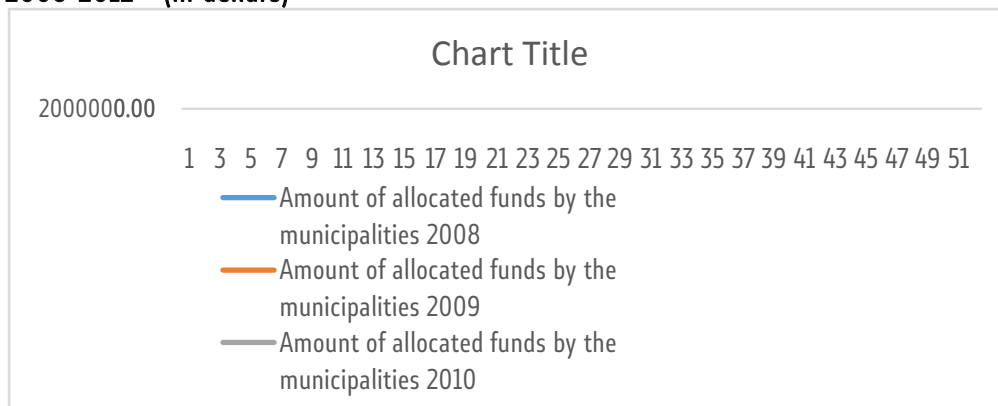 Chart Title
2000000.00
1 3 5 7 9 11 13 15 17 19 21 23 25 27 29 31 33 35 37 39 41 43 45 47 49 51
Amount of allocated funds by the
municipalities 2008
Amount of allocated funds by the
municipalities 2009
Amount of allocated funds by the
municipalities 2010